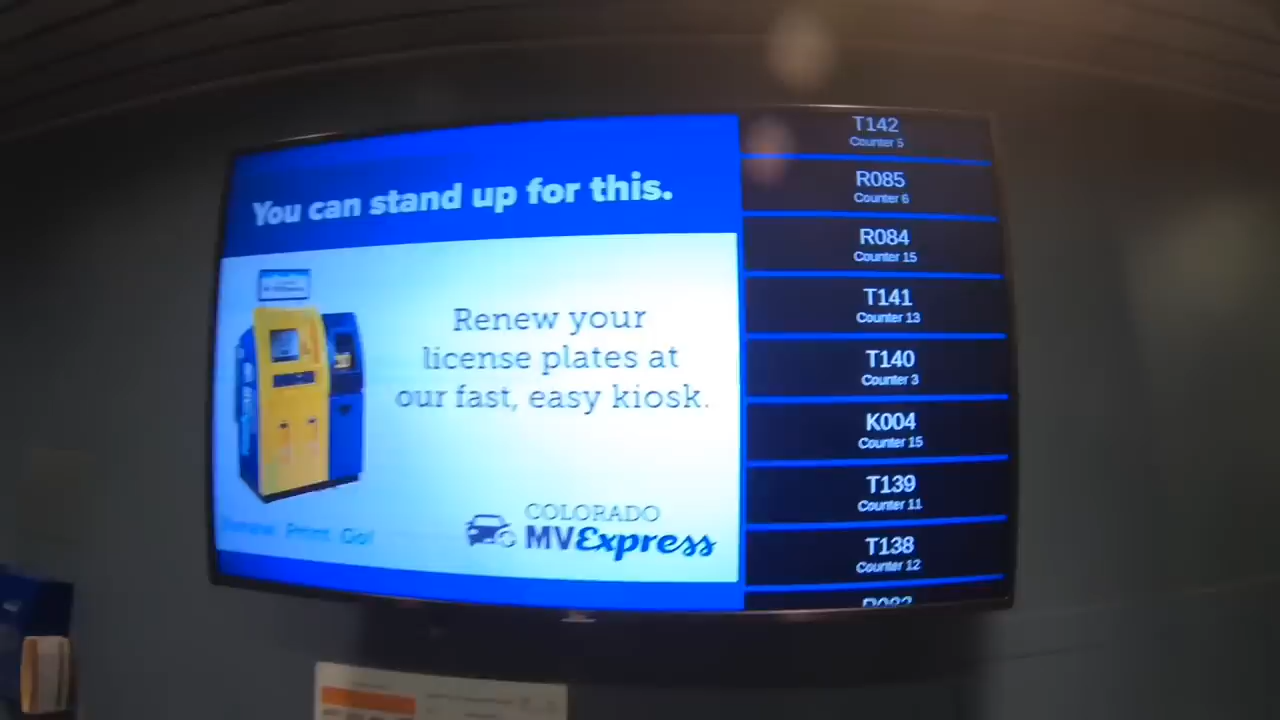 You can stand up for this.
Renew your
license plates at
our fast, easy kiosk.
Print Go!
COLORADO
MVExpress
T142
Counter 5
R085
Counter 6
R084
Counter 15
T141
Counter 13
T140
Counter 3
K004
Counter 15
T139
Counter 11
T138
Counter 12